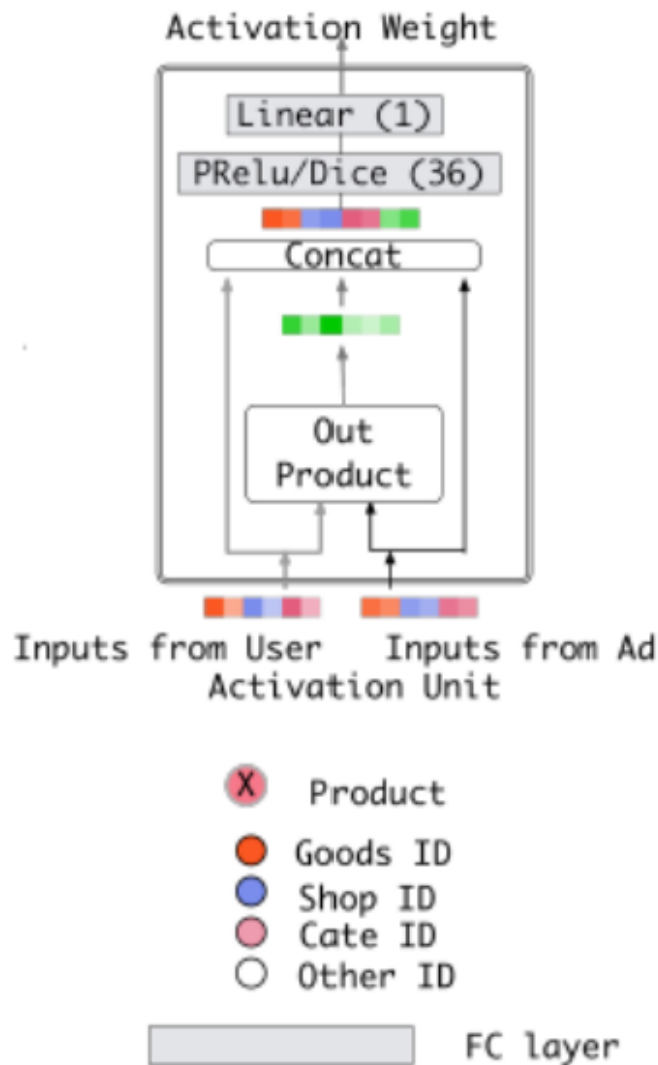 Activation Weight
Linear (1)
PRelu/Dice (36)
Concat
Out
Product
Inputs from User Inputs from Ad
Activation Unit
X Product
Goods ID
Shop ID
Cate ID
Other ID
FC layer